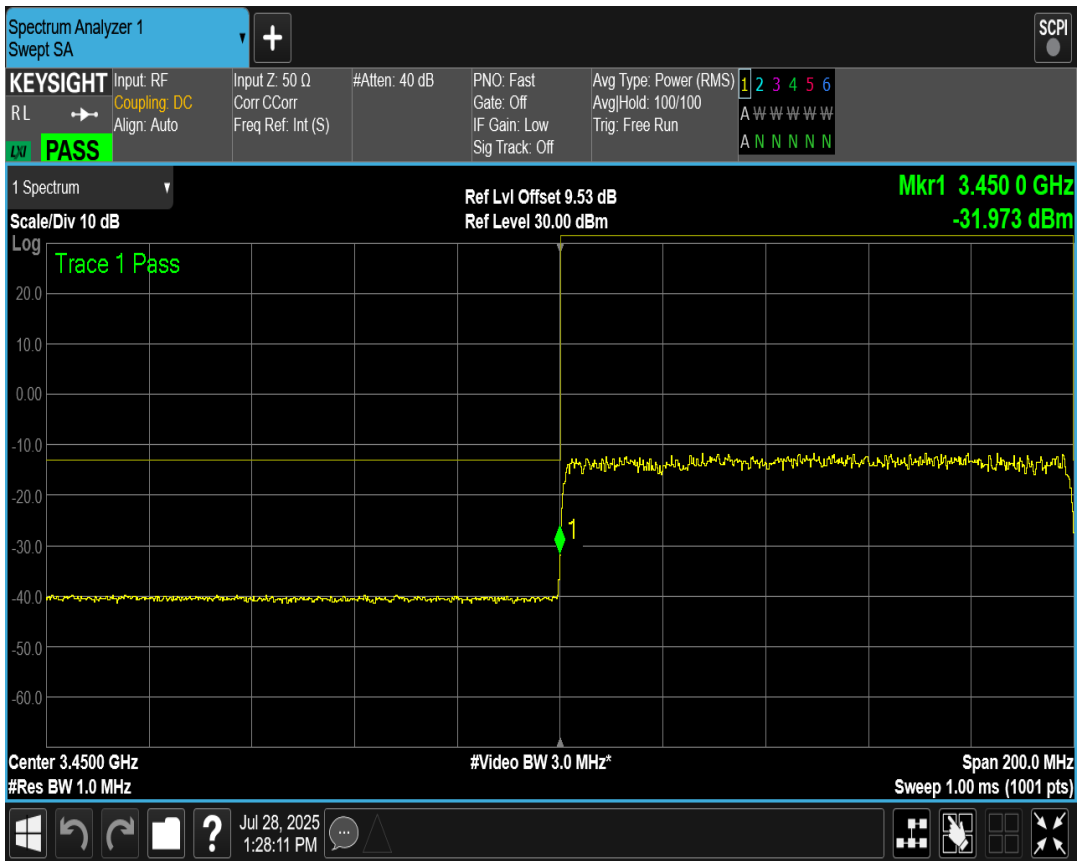 Spectrum Analyzer 1
Swept SA
+
SCPI
KEYSIGHT
R L
LXI
PASS
Input: RF
Coupling: DC
Align: Auto
Input Z: 50 Ω
Corr CCorr
Freq Ref: Int (S)
#Atten: 40 dB
PNO: Fast
Gate: Off
IF Gain: Low
Sig Track: Off
Avg Type: Power (RMS)
Avg|Hold: 100/100
Trig: Free Run
1 2 3 4 5 6
A W W W W W
A N N N N N
1 Spectrum
Scale/Div 10 dB
Log
Ref Lvl Offset 9.53 dB
Ref Level 30.00 dBm
Mkr1 3.450 0 GHz
-31.973 dBm
Trace 1 Pass
20.0
10.0
0.00
-10.0
-20.0
-30.0
-40.0
-50.0
-60.0
1
Center 3.4500 GHz
#Res BW 1.0 MHz
#Video BW 3.0 MHz*
Span 200.0 MHz
Sweep 1.00 ms (1001 pts)
?
Jul 28, 2025
1:28:11 PM